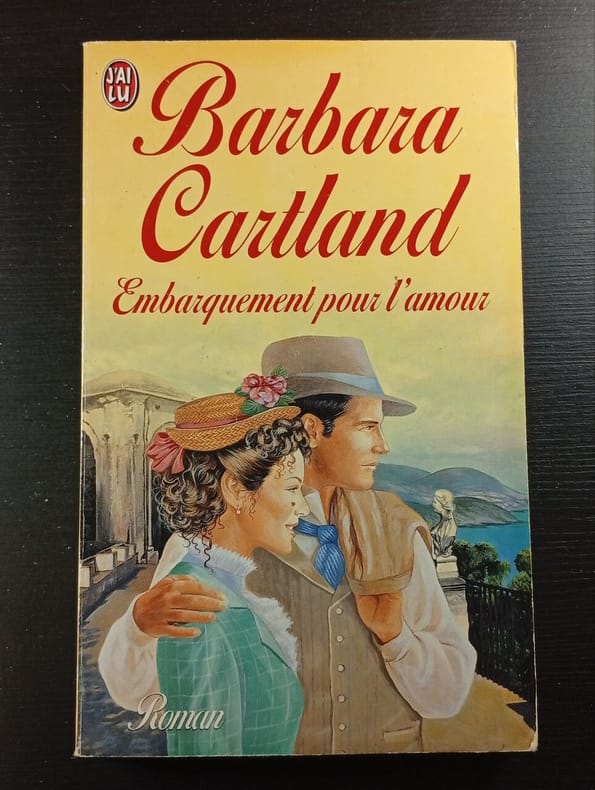 J'AI
LU
Barbara
Cartland
Embarquement pour l'amour
Roman